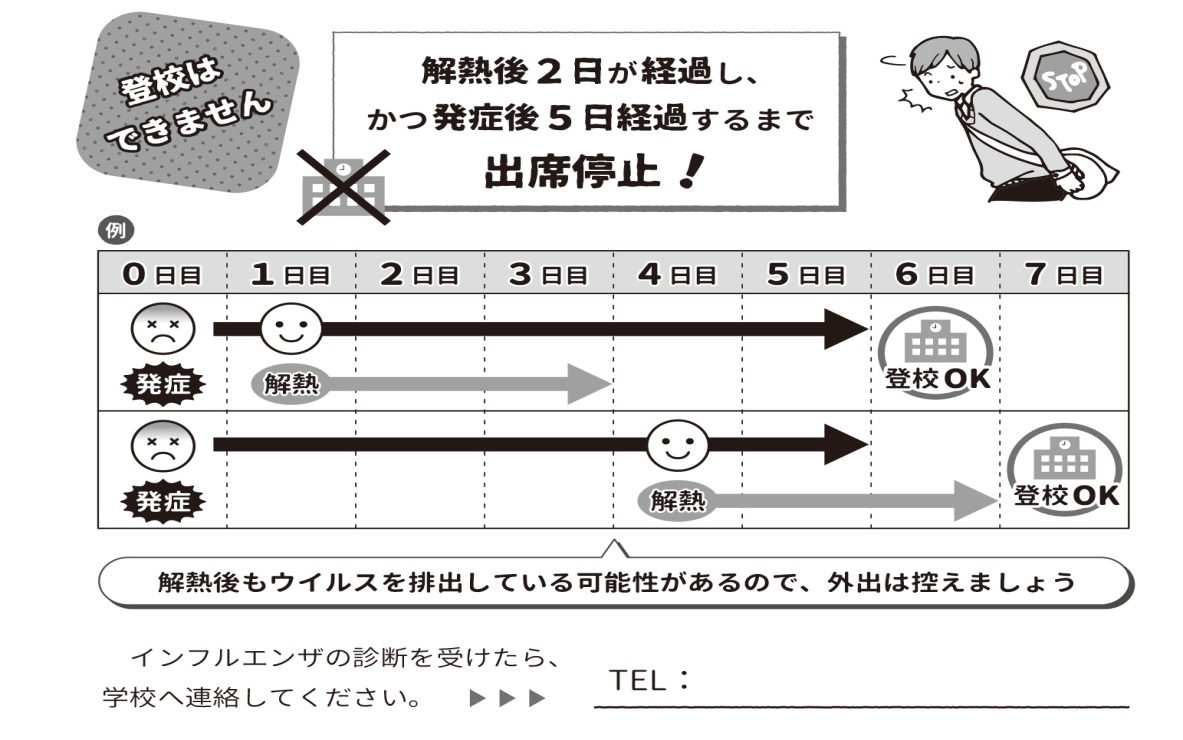 登校は
できません
解熱後2日が経過し、
かつ発症後5日経過するまで
出席停止！
STOP
例
0日目 1日目 2日目 3日目 4日目 5日目 6日目 7日目
登校OK
発症 解熱
登校OK
発症 解熱
解熱後もウイルスを排出している可能性があるので、外出は控えましょう
インフルエンザの診断を受けたら、
学校へ連絡してください。 ▶ ▶ ▶
TEL：